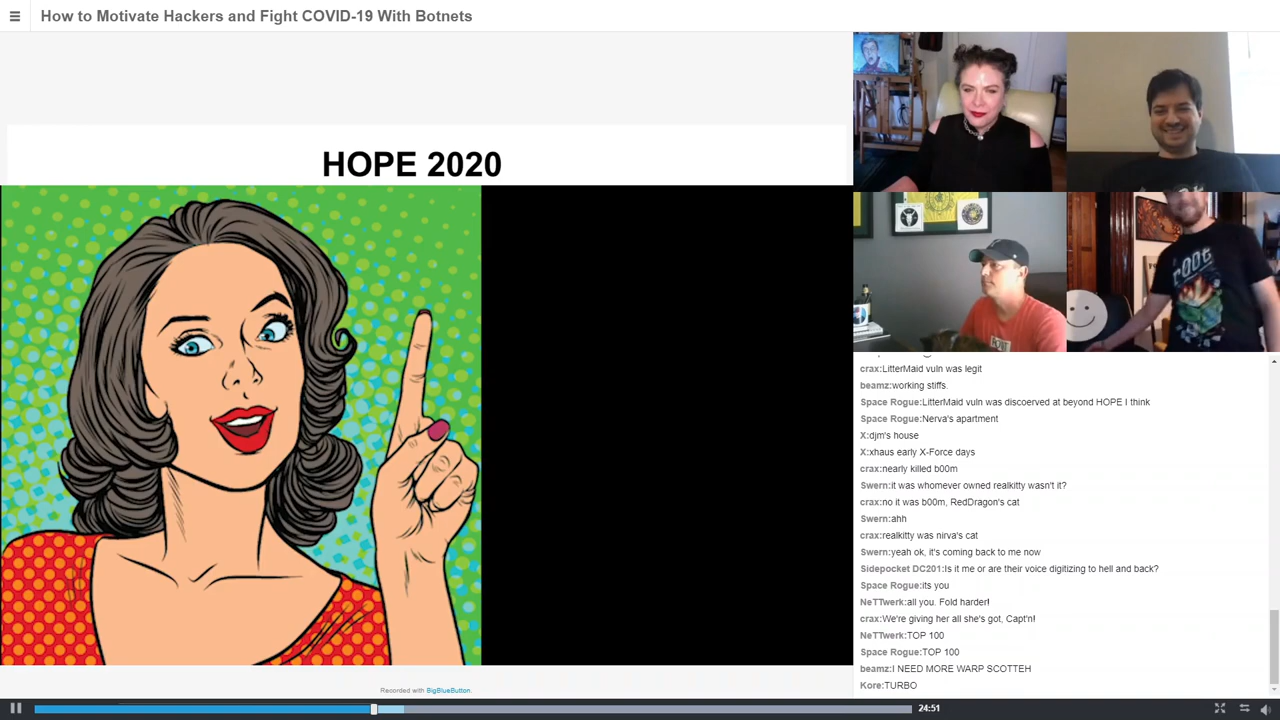 How to Motivate Hackers and Fight COVID-19 With Botnets
HOPE 2020
root
crax:LitterMaid vuln was legit
beamz:working stiffs.
Space Rogue:LitterMaid vuln was discoerved at beyond HOPE I think
Space Rogue:Nerva's apartment
X:djm's house
X:xhaus early X-Force days
crax:nearly killed b00m
Swern:it was whomever owned realkitty wasn't it?
crax:no it was b00m, RedDragon's cat
Swern:ahh
crax:realkitty was nirva's cat
Swern:yeah ok, it's coming back to me now
Sidepocket DC201:Is it me or are their voice digitizing to hell and back?
Space Rogue:its you
NeTTwerk:all you. Fold harder!
crax:We're giving her all she's got, Capt'n!
NeTTwerk:TOP 100
Space Rogue:TOP 100
beamz:I NEED MORE WARP SCOTTEH
Kore:TURBO
Recorded with BigBlueButton.
24:51